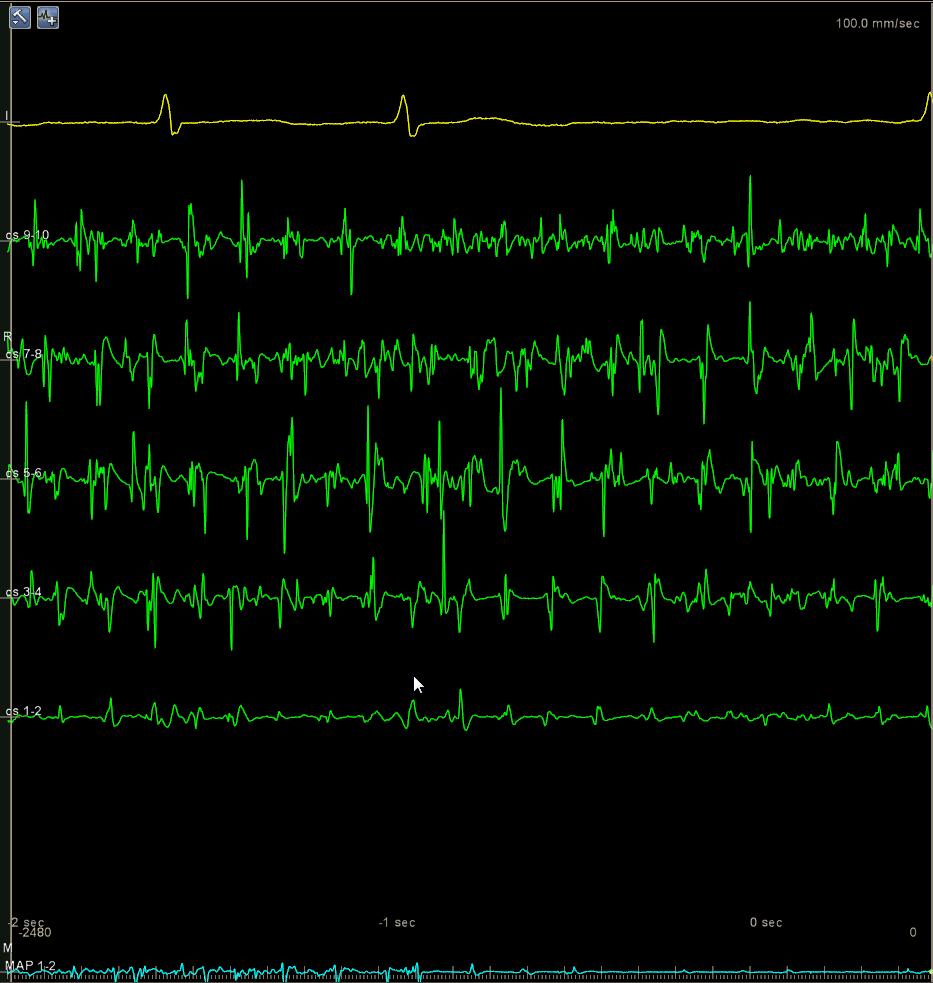 100.0 mm/sec
I
cs 9-10
R
cs 7-8
cs 5-6
cs 3-4
cs 1-2
-2 sec
-1 sec
0 sec
-2480
0
M
MAP 1-2